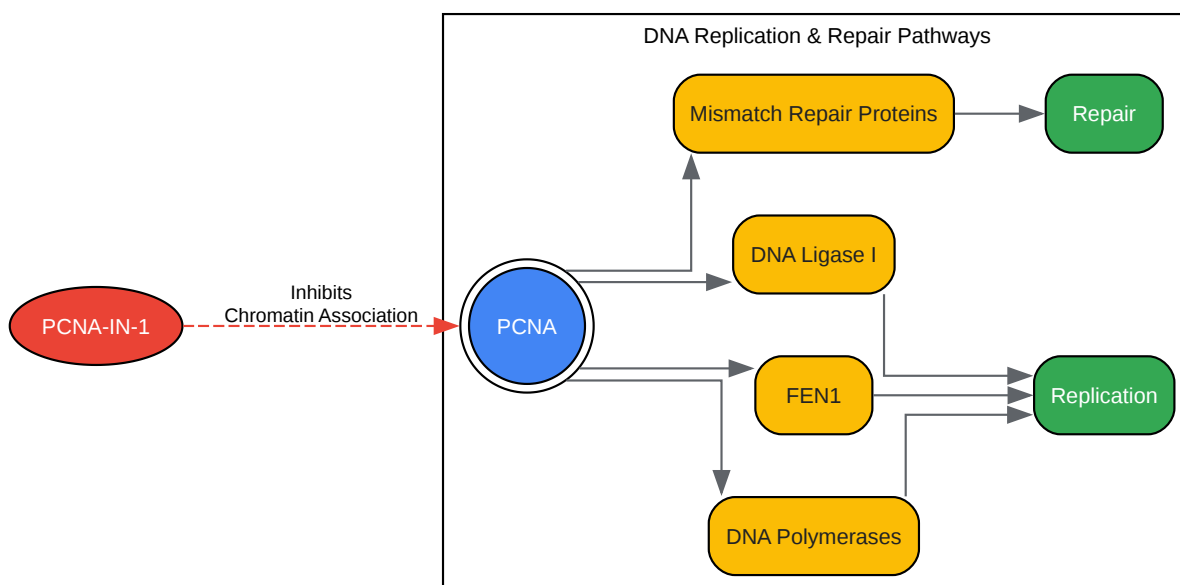 DNA Replication & Repair Pathways
Mismatch Repair Proteins
Repair
DNA Ligase I
Inhibits
Chromatin Association
PCNA-IN-1
PCNA
FEN1
Replication
DNA Polymerases